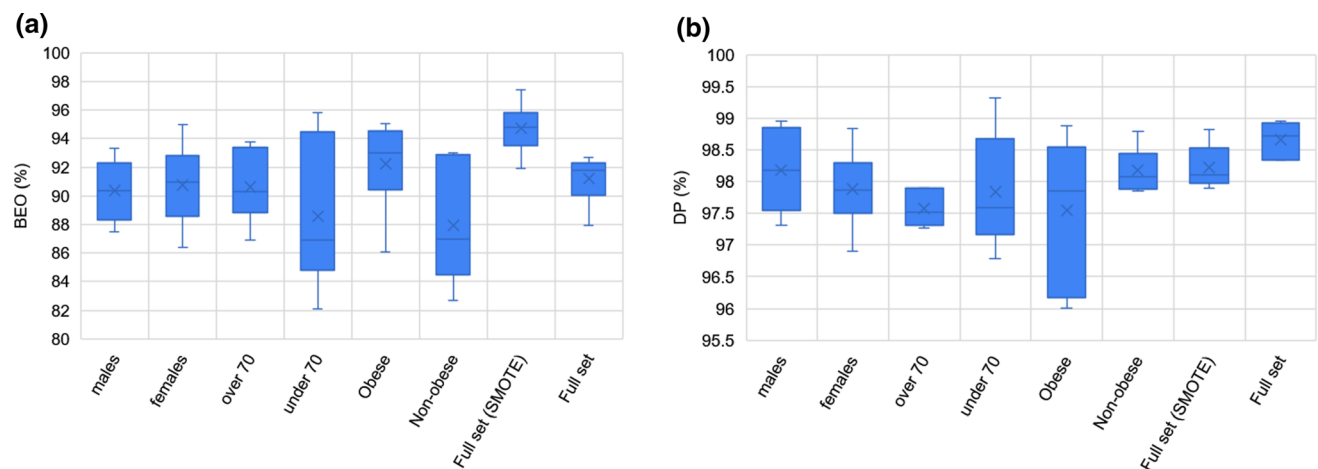 (a)
BEO (%)
100
98
96
94
92
90
88
86
84
82
80
males
females
over 70
under 70
Obese
Non-obese
Full set (SMOTE)
Full set
(b)
DP (%)
100
99.5
99
98.5
98
97.5
97
96.5
96
95.5
males
females
over 70
under 70
Obese
Non-obese
Full set (SMOTE)
Full set